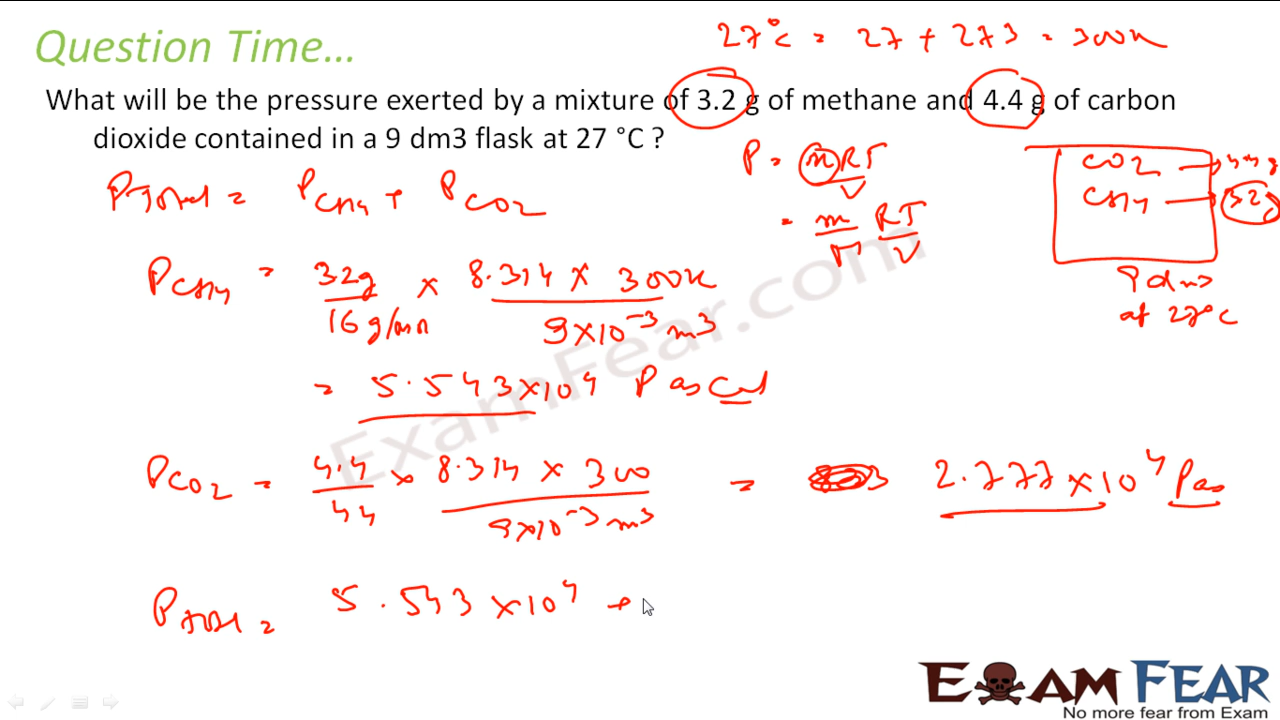 Question Time...
27°C = 27 + 273 = 300K
What will be the pressure exerted by a mixture of 3.2 g of methane and 4.4 g of carbon
dioxide contained in a 9 dm3 flask at 27 °C ?
P = nRT / V
= m / M RT / V
CO2 → 4.4 g
CH4 → 3.2 g
9 dm3
at 27°C
PTotal = PCH4 + PCO2
PCH4 = 3.2g / 16 g/mol × 8.314 × 300K / 9×10-3 m3
= 5.543×104 Pascal
PCO2 = 4.4 / 44 × 8.314 × 300 / 9×10-3 m3 = 2.777×104 Pas
PTotal = 5.543×104 +
ExamFear.com
EXAM FEAR
No more fear from Exam